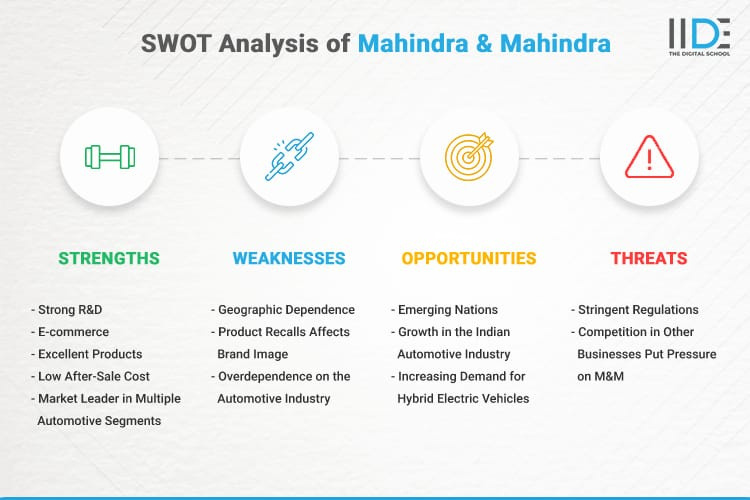 SWOT Analysis of Mahindra & Mahindra
IIDE
THE DIGITAL SCHOOL
STRENGTHS
- Strong R&D
- E-commerce
- Excellent Products
- Low After-Sale Cost
- Market Leader in Multiple
Automotive Segments
WEAKNESSES
- Geographic Dependence
- Product Recalls Affects
Brand Image
- Overdependence on the
Automotive Industry
OPPORTUNITIES
- Emerging Nations
- Growth in the Indian
Automotive Industry
- Increasing Demand for
Hybrid Electric Vehicles
THREATS
- Stringent Regulations
- Competition in Other
Businesses Put Pressure
on M&M